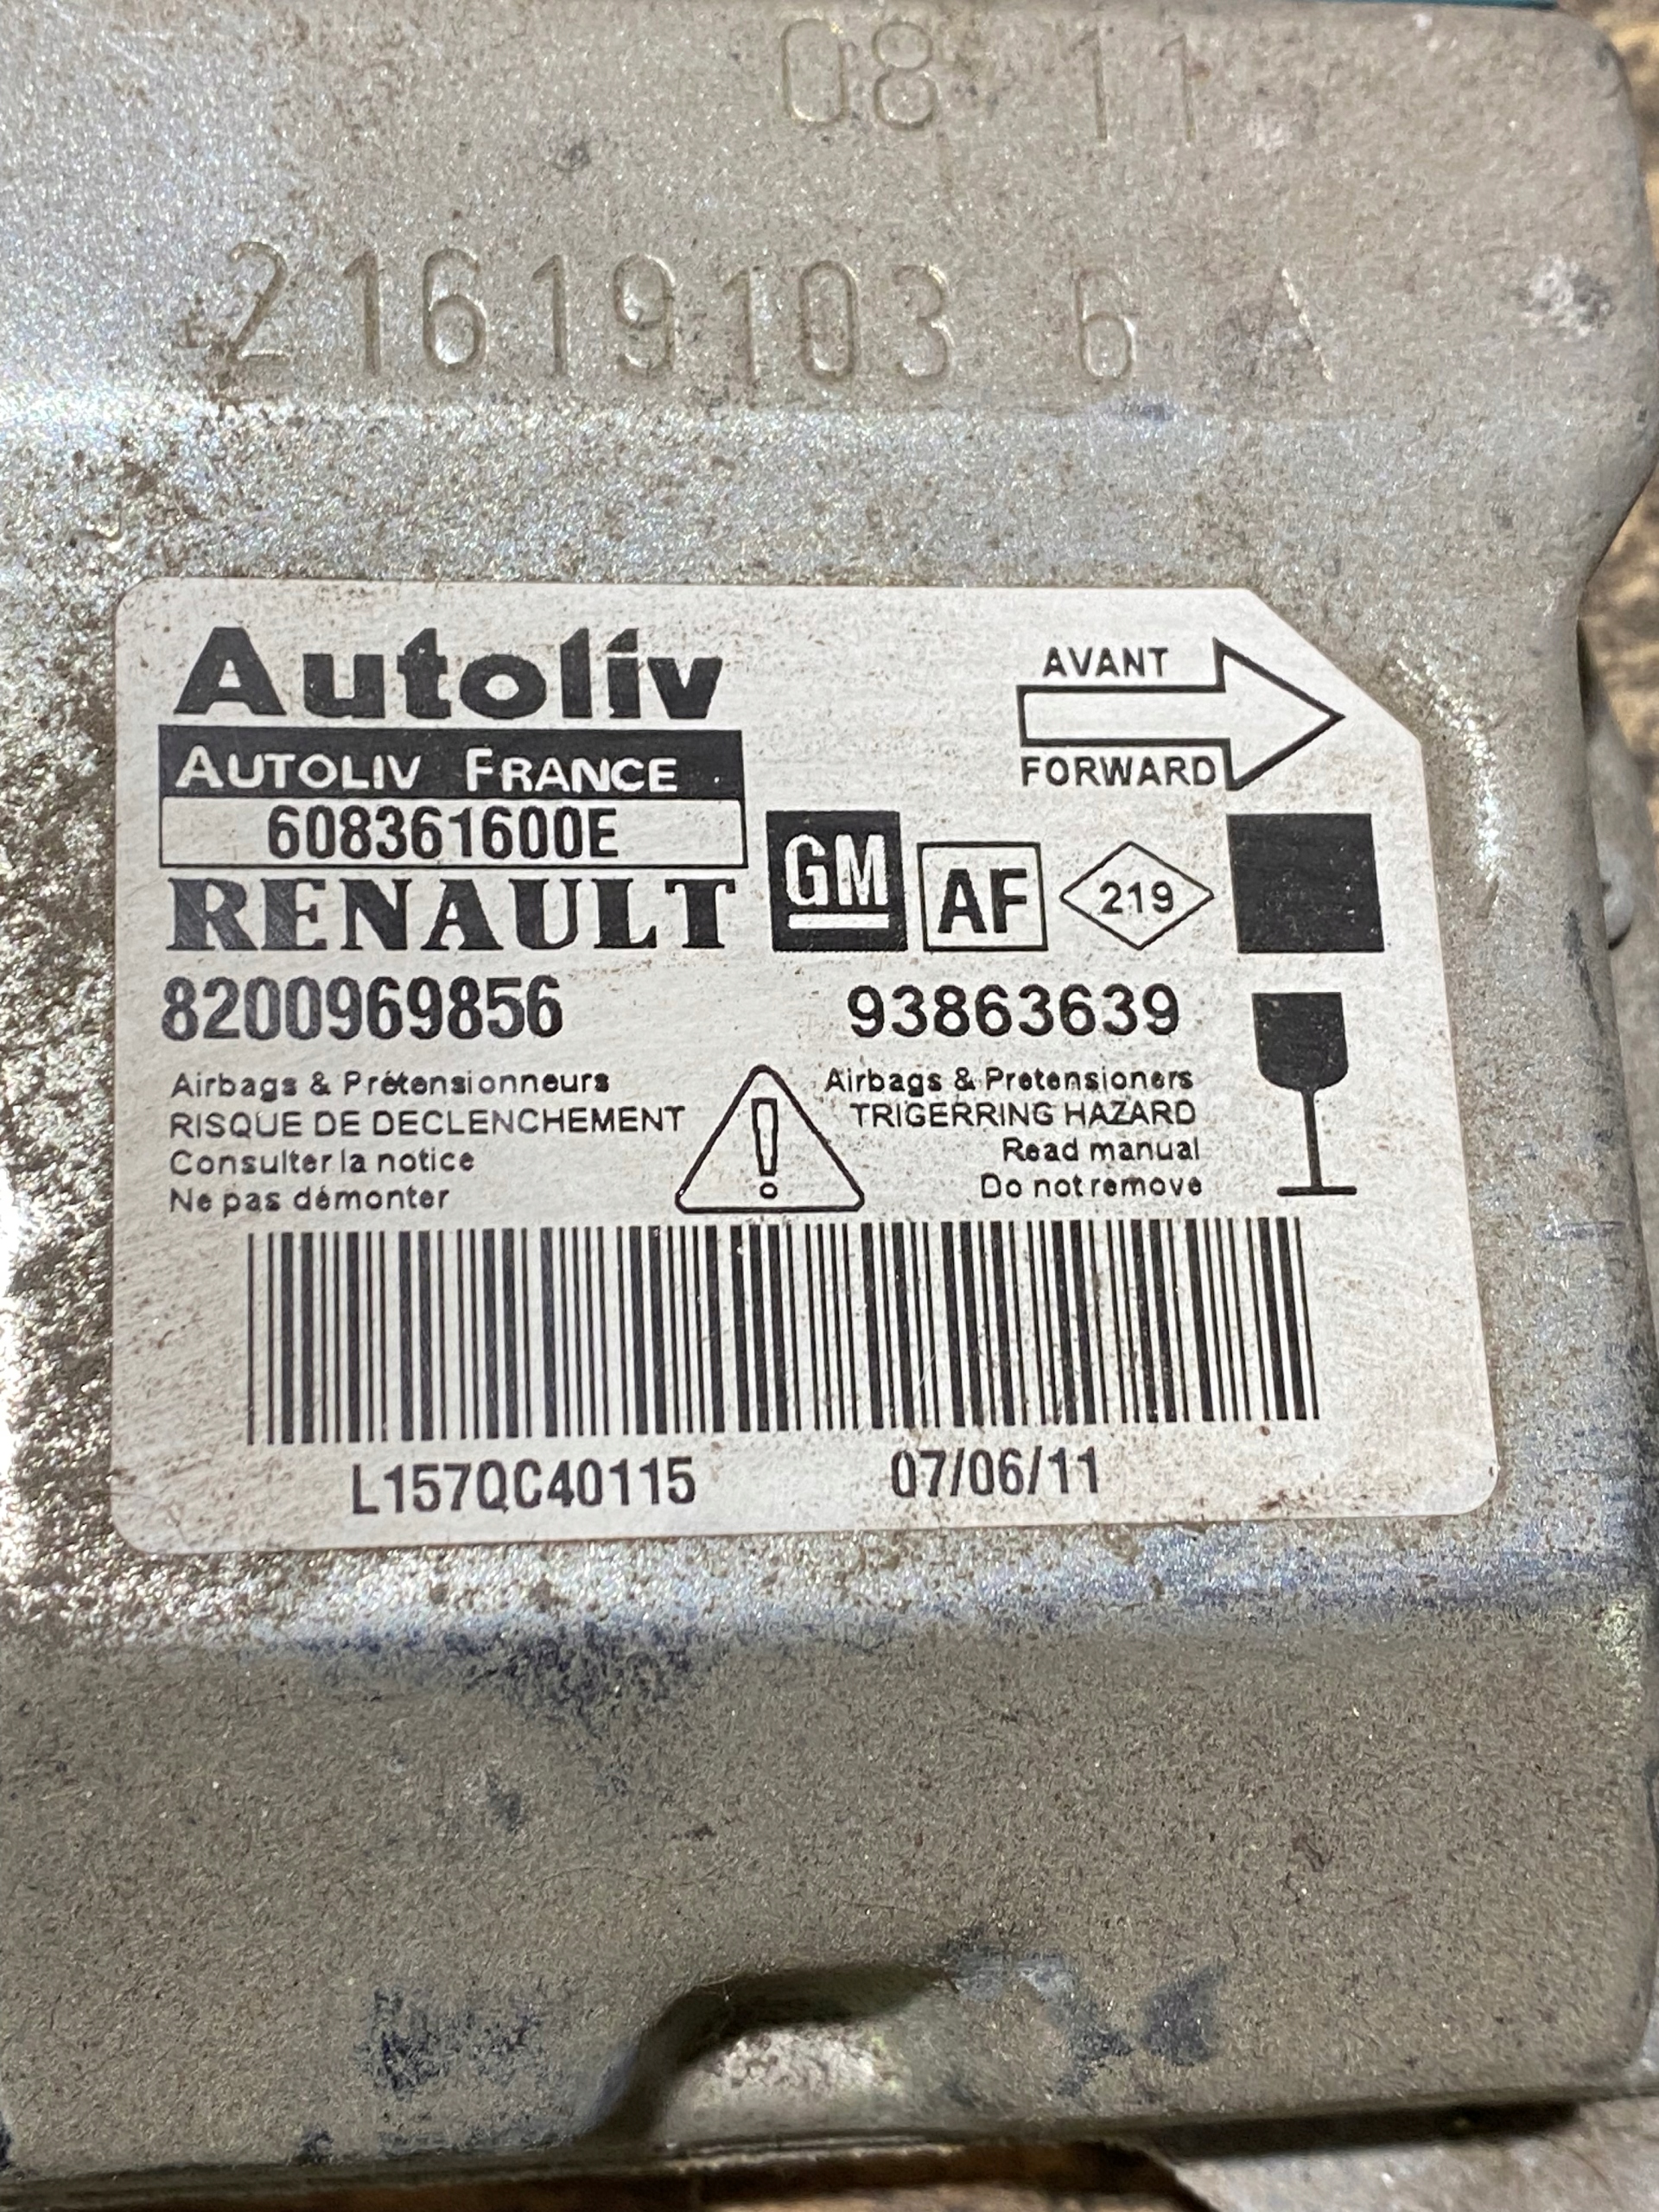 08 11
21619103 6 A
Autoliv
AUTOLIV FRANCE
608361600E
AVANT
FORWARD
RENAULT GM AF 219
8200969856 93863639
Airbags & Prétensionneurs
RISQUE DE DECLENCHEMENT
Consulter la notice
Ne pas démonter
Airbags & Pretensioners
TRIGERRING HAZARD
Read manual
Do not remove
L157QC40115 07/06/11